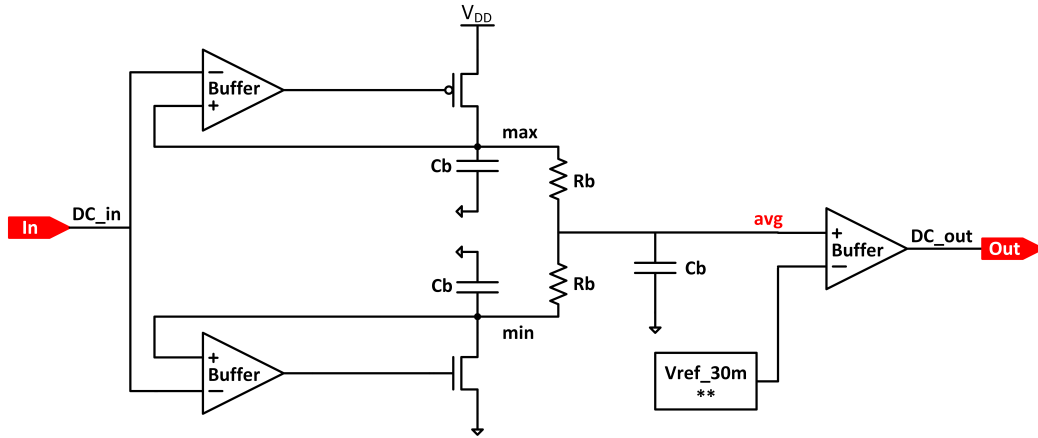 VDD
−
Buffer
+
max
Cb
Rb
In
DC_in
avg
+
Buffer
−
DC_out
Out
Cb
Cb
Rb
min
+
Buffer
−
Vref_30m
**